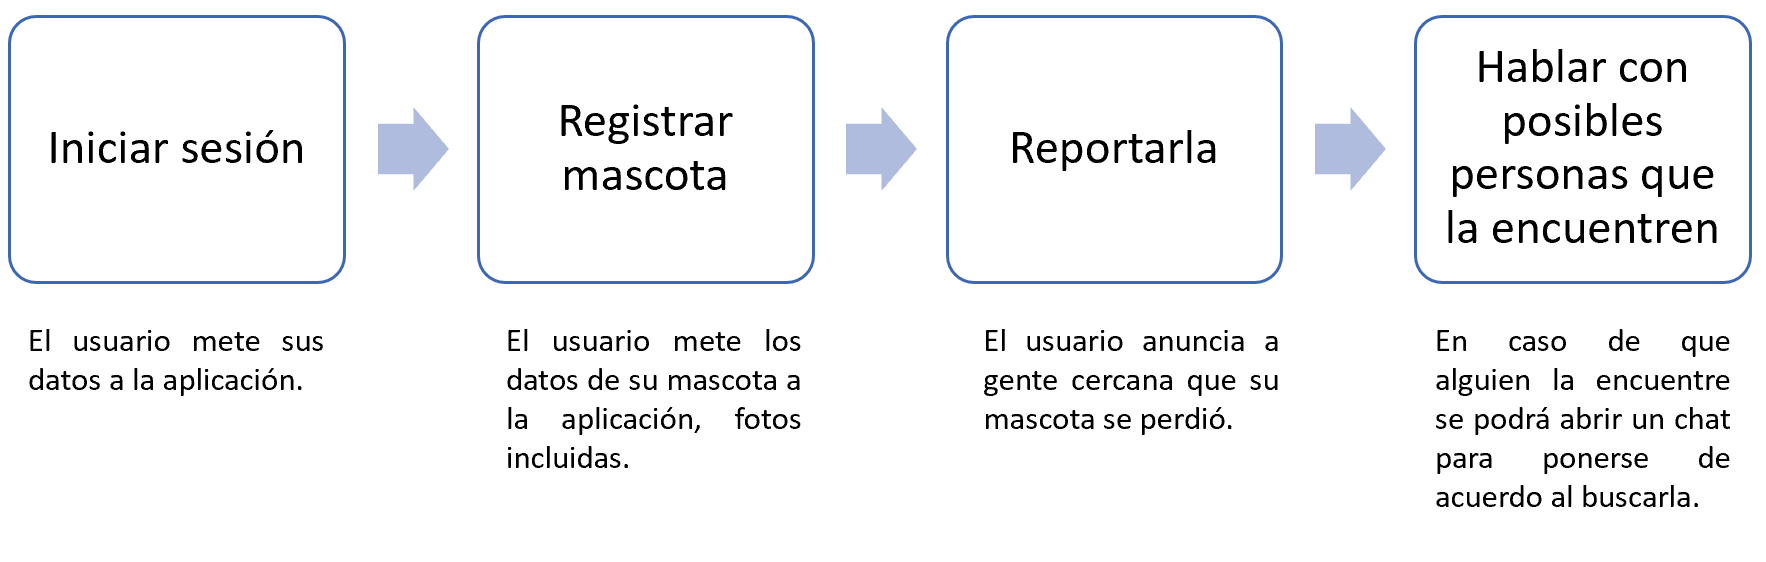 Iniciar sesión
Registrar
mascota
Reportarla
Hablar con
posibles
personas que
la encuentren
El usuario mete sus
datos a la aplicación.
El usuario mete los
datos de su mascota a
la aplicación, fotos
incluidas.
El usuario anuncia a
gente cercana que su
mascota se perdió.
En caso de que
alguien la encuentre
se podrá abrir un chat
para ponerse de
acuerdo al buscarla.